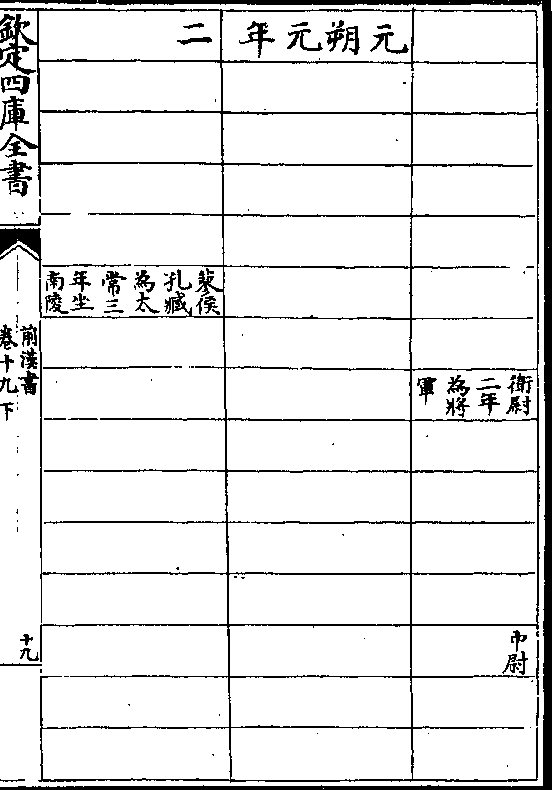 元朔元年
二
衛尉
二年
為將
軍
蓼侯
孔臧
為太
常三
年坐
南陵
中尉
欽定四庫全書
前漢書
卷十九下
十九